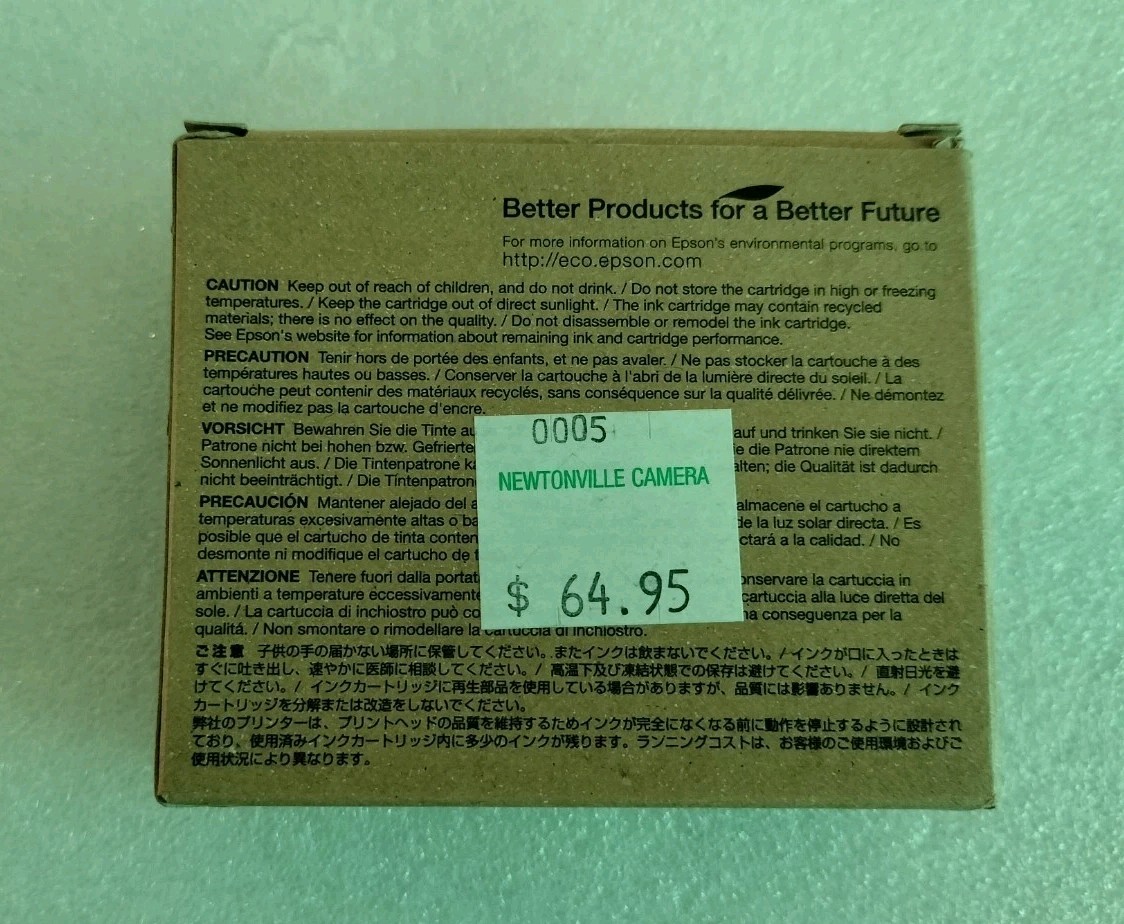 Better Products for a Better Future
For more information on Epson's environmental programs, go to
http://eco.epson.com
CAUTION Keep out of reach of children, and do not drink. / Do not store the cartridge in high or freezing
temperatures. / Keep the cartridge out of direct sunlight. / The ink cartridge may contain recycled
materials; there is no effect on the quality. / Do not disassemble or remodel the ink cartridge.
See Epson's website for information about remaining ink and cartridge performance.
PRECAUTION Tenir hors de portée des enfants, et ne pas avaler. / Ne pas stocker la cartouche à des
températures hautes ou basses. / Conserver la cartouche à l'abri de la lumière directe du soleil. / La
cartouche peut contenir des matériaux recyclés, sans conséquence sur la qualité délivrée. / Ne démontez
et ne modifiez pas la cartouche d'encre.
VORSICHT Bewahren Sie die Tinte auf und trinken Sie sie nicht. /
Patrone nicht bei hohen bzw. Gefrierte die Patrone nie direktem
Sonnenlicht aus. / Die Tintenpatrone die Qualität ist dadurch
nicht beeinträchtigt. / Die Tintenpatron
PRECAUCIÓN Mantener alejado del almacene el cartucho a
temperaturas excesivamente altas o de la luz solar directa. / Es
posible que el cartucho de tinta a la calidad. / No
desmonte ni modifique el cartucho de
ATTENZIONE Tenere fuori dalla conservare la cartuccia in
ambienti a temperature eccessivamente cartuccia alla luce diretta del
sole. / La cartuccia di inchiostro può conseguenza per la
qualitá. / Non smontare o rimodellare la cartuccia di inchiostro.
ご注意 子供の手の届かない場所に保管してください。またインクは飲まないでください。/ インクが口に入ったときは
すぐに吐き出し、速やかに医師に相談してください。/ 高温下及び凍結状態での保存は避けてください。/ 直射日光を避
けてください。/ インクカートリッジに再生部品を使用している場合がありますが、品質には影響ありません。/ インク
カートリッジを分解または改造をしないでください。
弊社のプリンターは、プリントヘッドの品質を維持するためインクが完全になくなる前に動作を停止するように設計され
ており、使用済みインクカートリッジ内に多少のインクが残ります。ランニングコストは、お客様のご使用環境およびご
使用状況により異なります。
0005
NEWTONVILLE CAMERA
$ 64.95